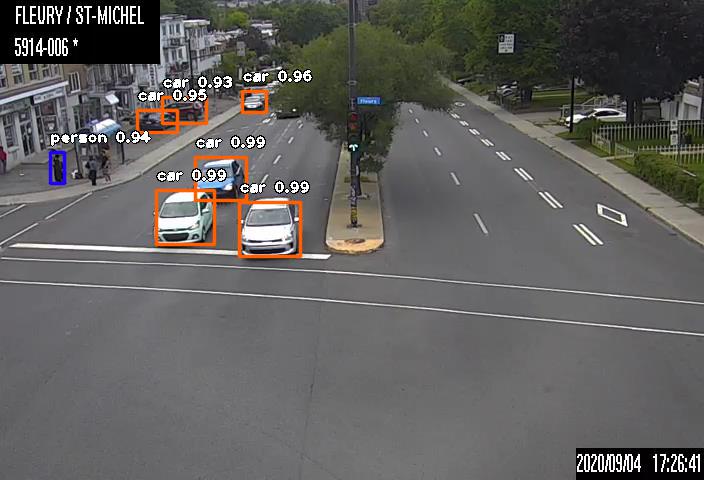 FLEURY / ST-MICHEL
5914-006 *
car 0.96
car 0.93
car 0.95
person 0.94
car 0.99
car 0.99
car 0.99
Fleury
2020/09/04 17:26:41